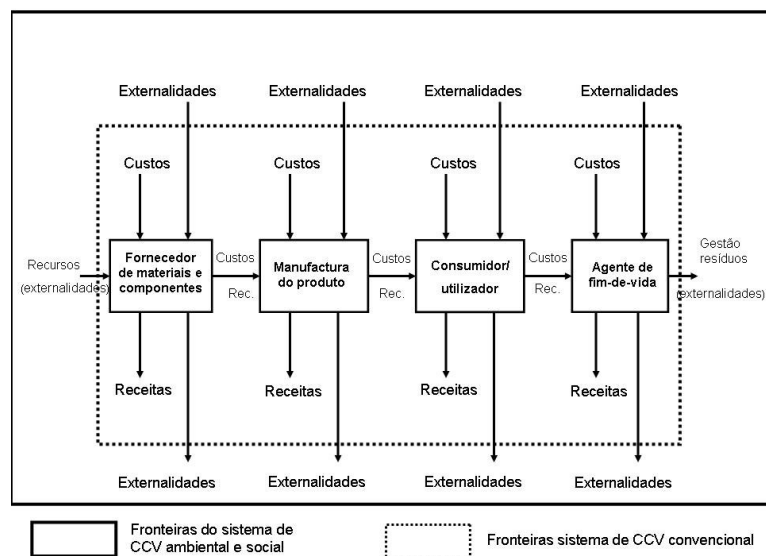 Externalidades Externalidades Externalidades Externalidades
Custos Custos Custos Custos
Recursos
(externalidades)
Fornecedor
de materiais e
componentes
Custos
Rec.
Manufactura
do produto
Custos
Rec.
Consumidor/
utilizador
Custos
Rec.
Agente de
fim-de-vida
Gestão
resíduos
(externalidades)
Receitas Receitas Receitas Receitas
Externalidades Externalidades Externalidades Externalidades
Fronteiras do sistema de
CCV ambiental e social
Fronteiras sistema de CCV convencional